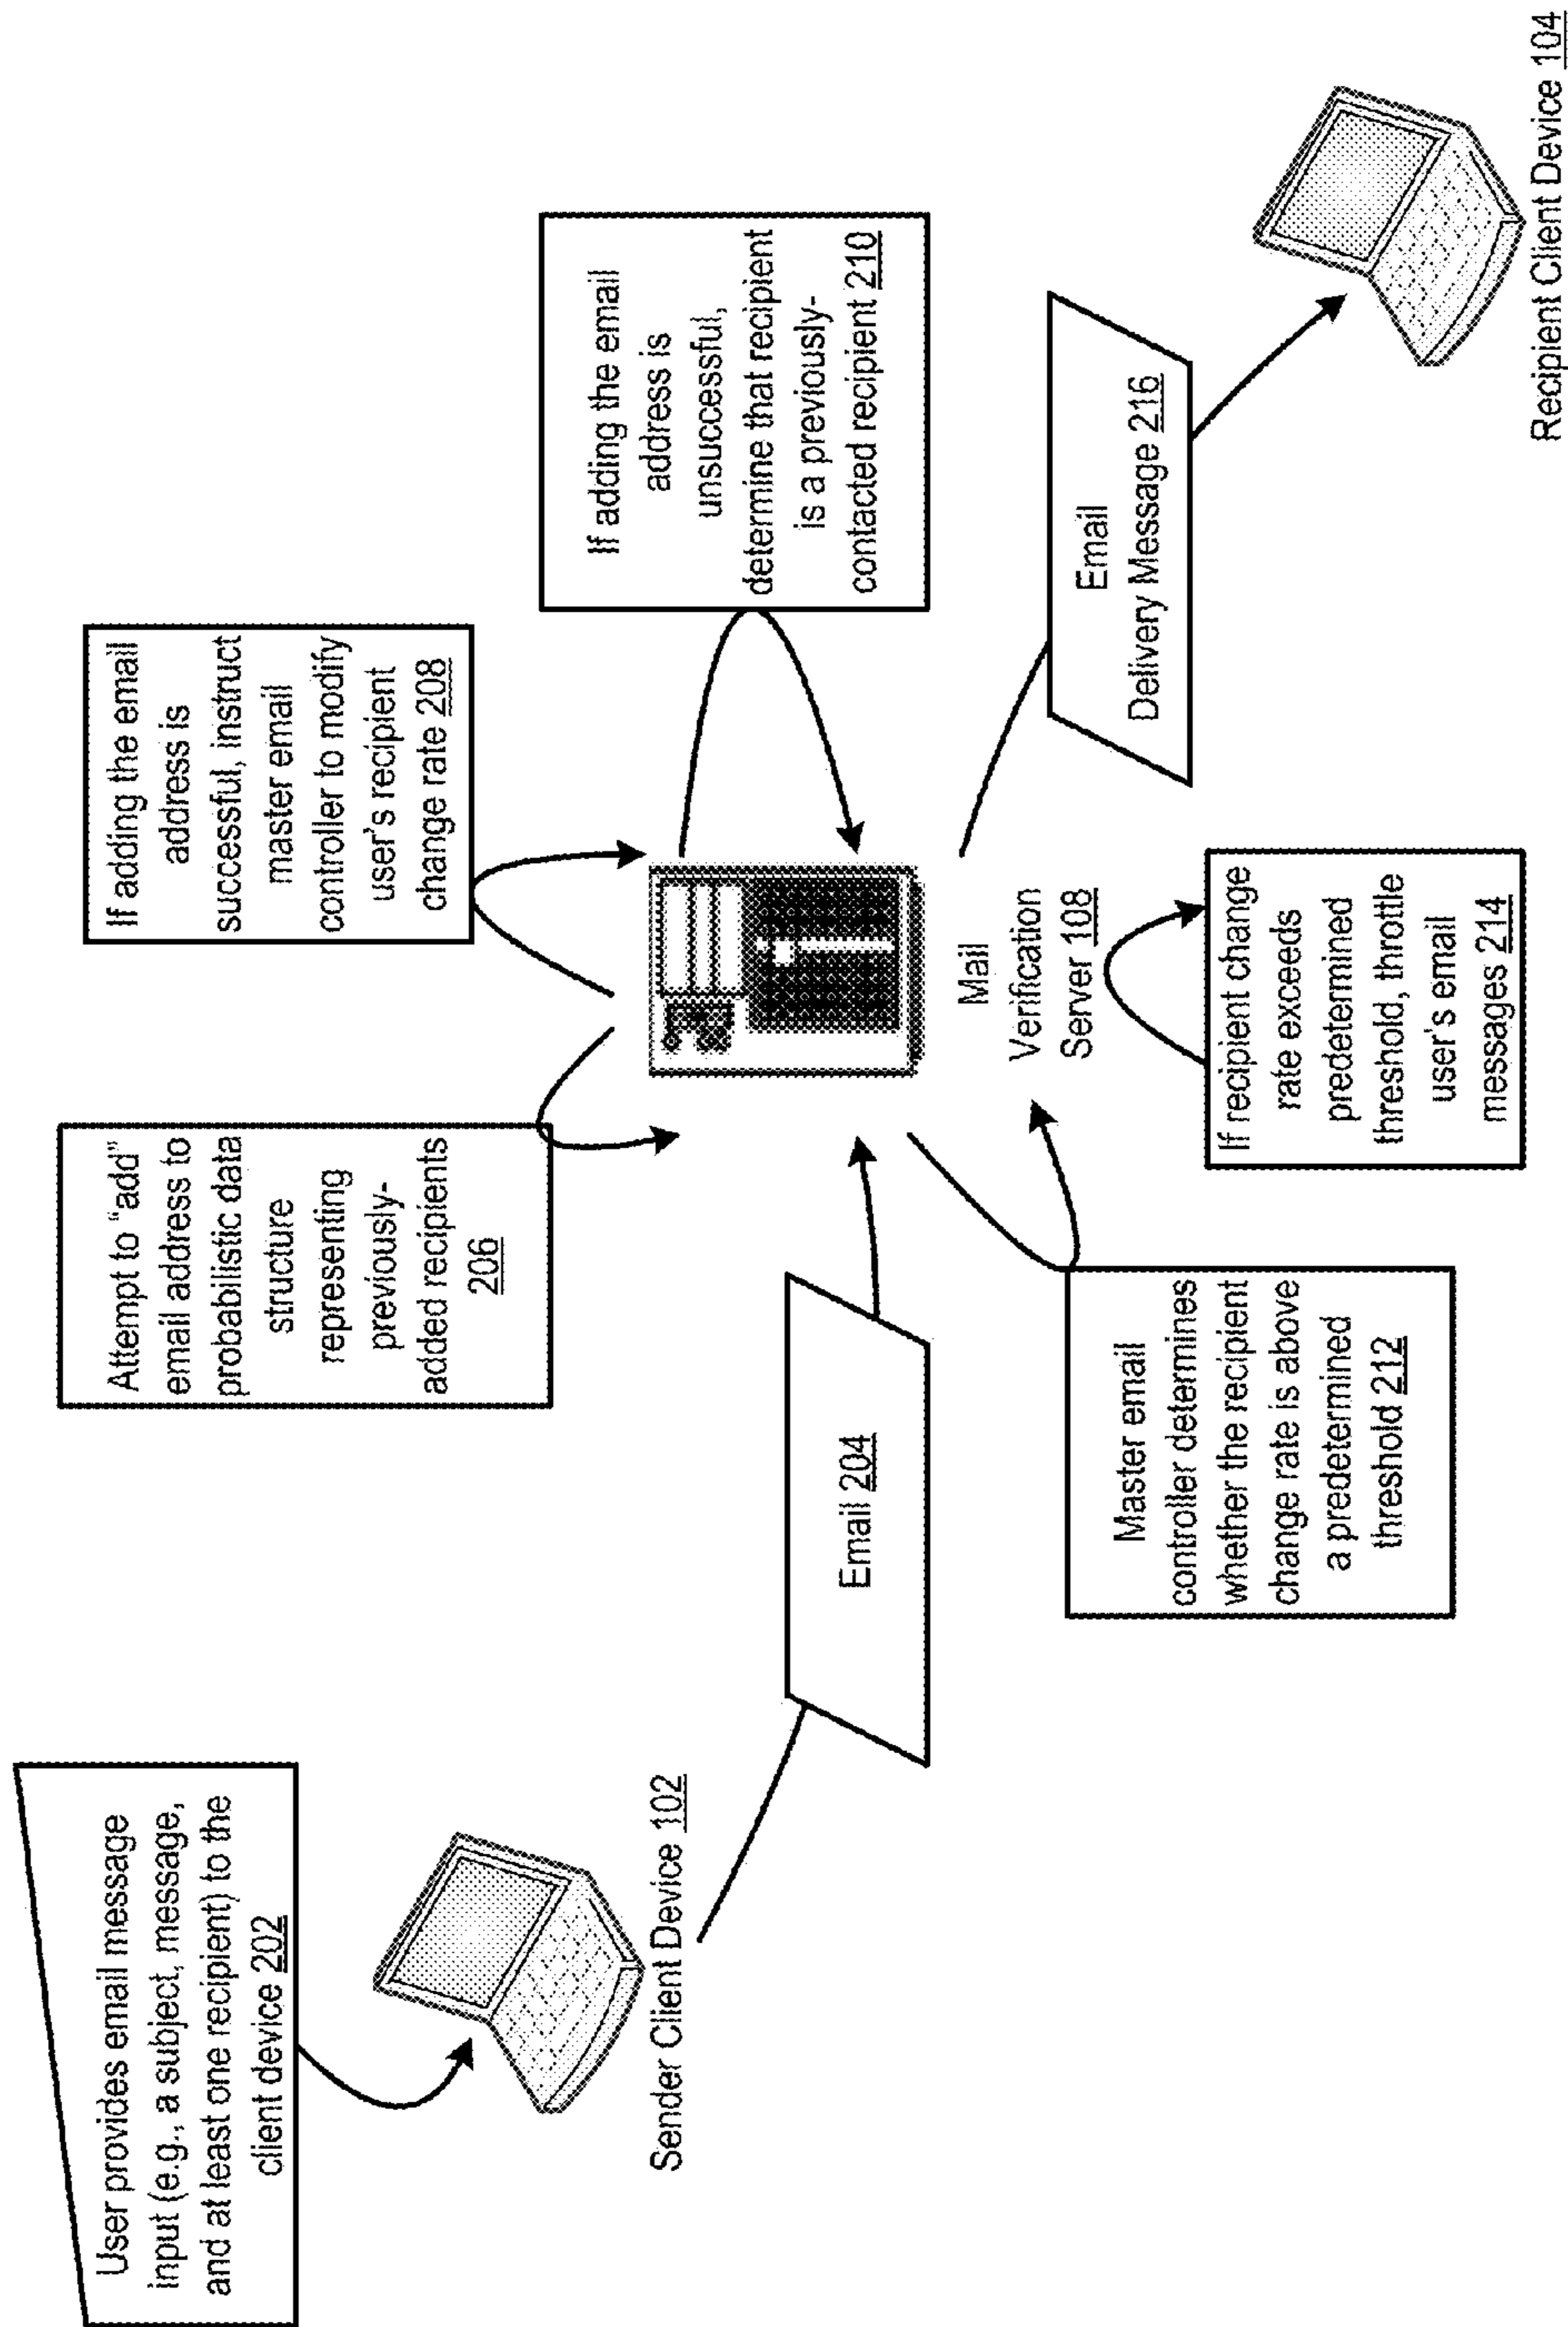 User provides email message
input (e.g., a subject, message,
and at least one recipient) to the
client device 202
Sender Client Device 102
Email 204
Attempt to "add"
email address to
probabilistic data
structure
representing
previously-
added recipients
206
If adding the email
address is
successful, instruct
master email
controller to modify
user's recipient
change rate 208
If adding the email
address is
unsuccessful,
determine that recipient
is a previously-
contacted recipient 210
Mail
Verification
Server 108
Master email
controller determines
whether the recipient
change rate is above
a predetermined
threshold 212
If recipient change
rate exceeds
predetermined
threshold, throttle
user's email
messages 214
Email
Delivery Message 216
Recipient Client Device 104